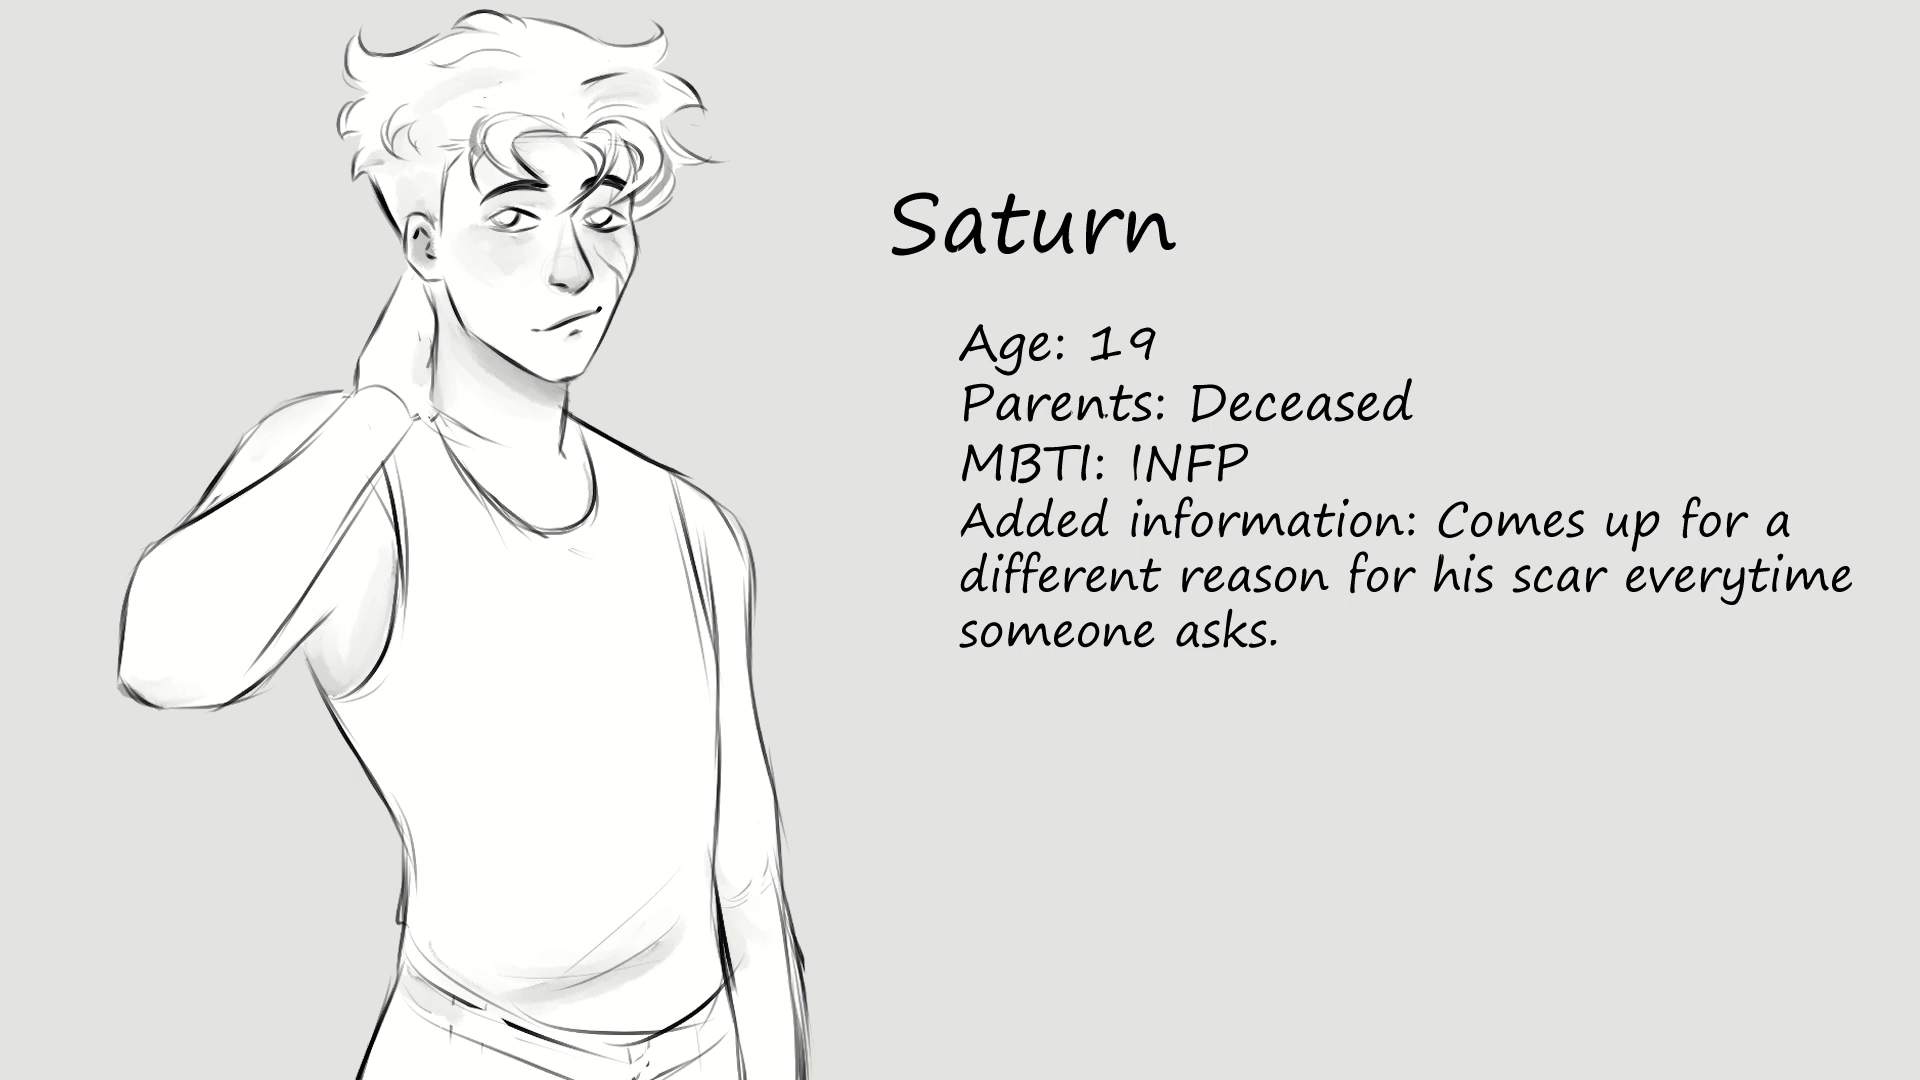 Saturn
Age: 19
Parents: Deceased
MBTI: INFP
Added information: Comes up for a
different reason for his scar everytime
someone asks.